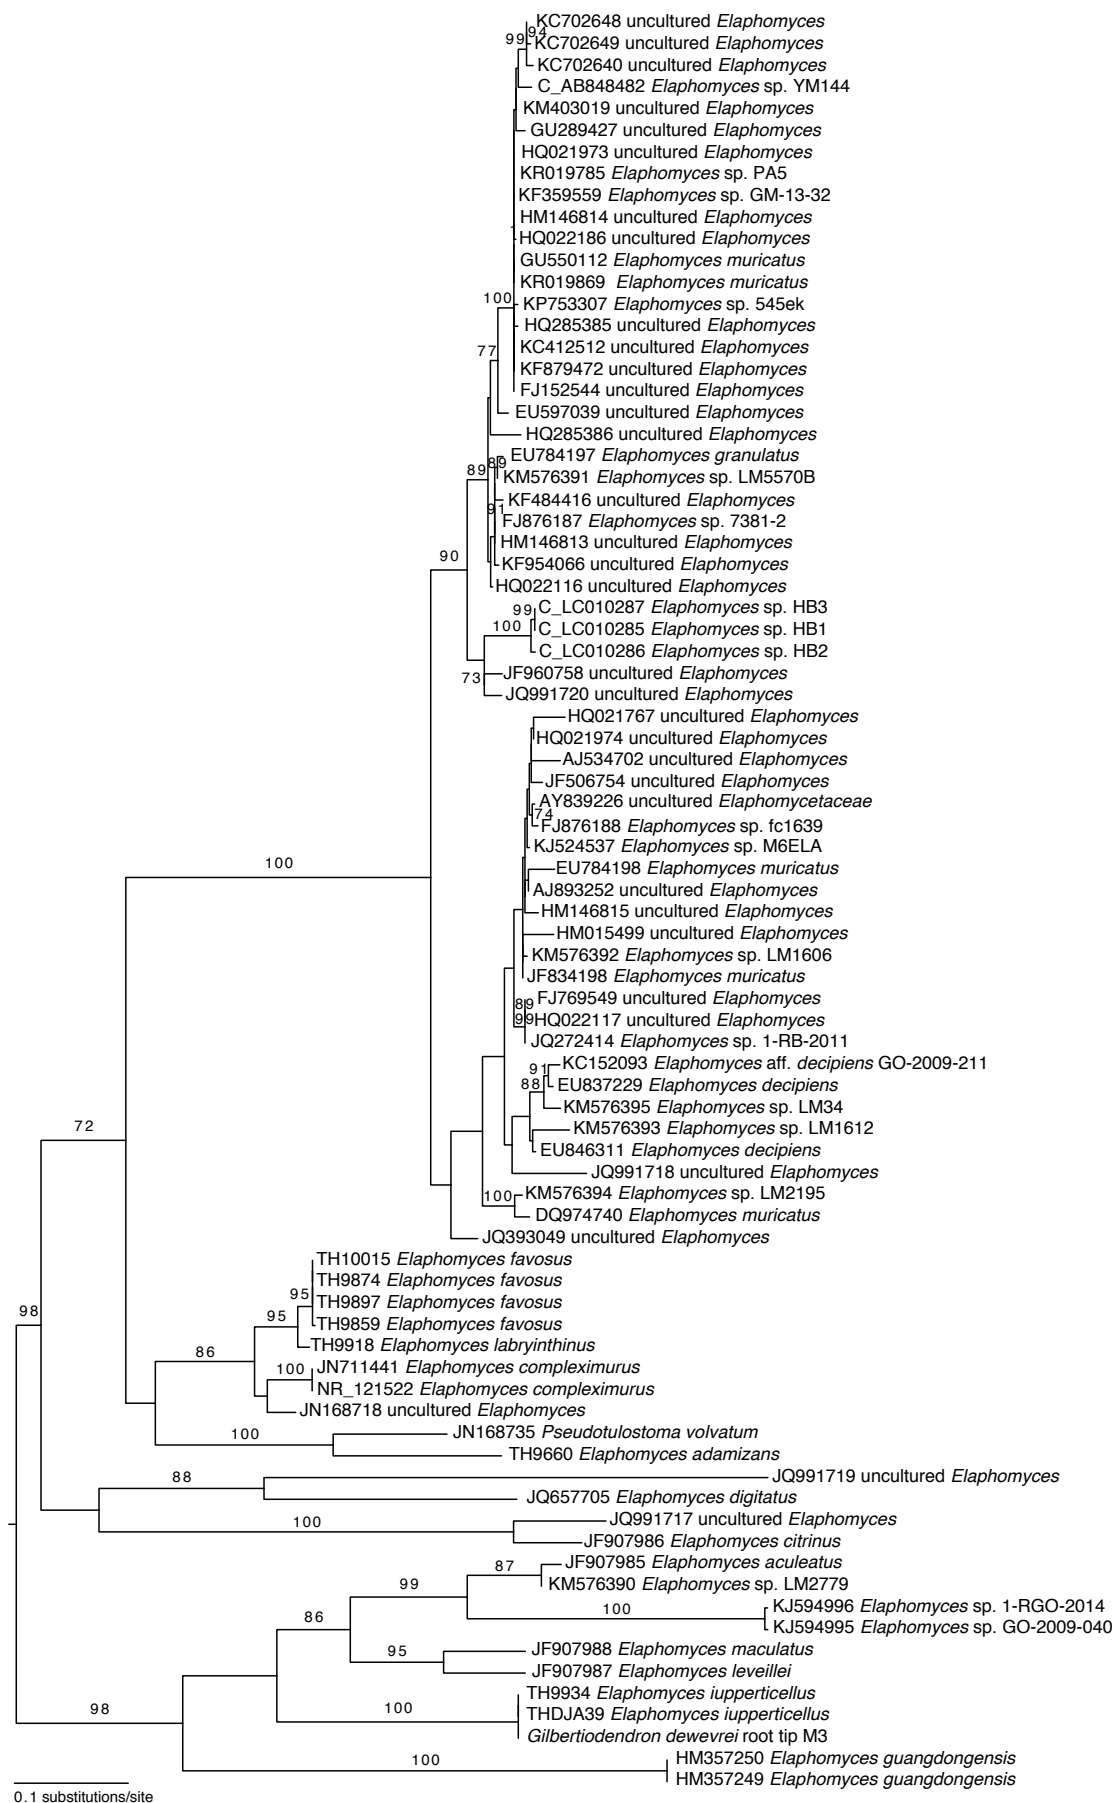 KC702648 uncultured Elaphomyces
94
99
KC702649 uncultured Elaphomyces
KC702640 uncultured Elaphomyces
C_AB848482 Elaphomyces sp. YM144
KM403019 uncultured Elaphomyces
GU289427 uncultured Elaphomyces
HQ021973 uncultured Elaphomyces
KR019785 Elaphomyces sp. PA5
KF359559 Elaphomyces sp. GM-13-32
HM146814 uncultured Elaphomyces
HQ022186 uncultured Elaphomyces
GU550112 Elaphomyces muricatus
KR019869 Elaphomyces muricatus
100
KP753307 Elaphomyces sp. 545ek
HQ285385 uncultured Elaphomyces
77
KC412512 uncultured Elaphomyces
KF879472 uncultured Elaphomyces
FJ152544 uncultured Elaphomyces
EU597039 uncultured Elaphomyces
HQ285386 uncultured Elaphomyces
EU784197 Elaphomyces granulatus
89
89
KM576391 Elaphomyces sp. LM5570B
KF484416 uncultured Elaphomyces
91
FJ876187 Elaphomyces sp. 7381-2
HM146813 uncultured Elaphomyces
90
KF954066 uncultured Elaphomyces
HQ022116 uncultured Elaphomyces
99
C_LC010287 Elaphomyces sp. HB3
100
C_LC010285 Elaphomyces sp. HB1
C_LC010286 Elaphomyces sp. HB2
JF960758 uncultured Elaphomyces
73
JQ991720 uncultured Elaphomyces
HQ021767 uncultured Elaphomyces
HQ021974 uncultured Elaphomyces
AJ534702 uncultured Elaphomyces
JF506754 uncultured Elaphomyces
AY839226 uncultured Elaphomycetaceae
74
FJ876188 Elaphomyces sp. fc1639
KJ524537 Elaphomyces sp. M6ELA
100
EU784198 Elaphomyces muricatus
AJ893252 uncultured Elaphomyces
HM146815 uncultured Elaphomyces
HM015499 uncultured Elaphomyces
KM576392 Elaphomyces sp. LM1606
JF834198 Elaphomyces muricatus
FJ769549 uncultured Elaphomyces
89
99
HQ022117 uncultured Elaphomyces
JQ272414 Elaphomyces sp. 1-RB-2011
KC152093 Elaphomyces aff. decipiens GO-2009-211
91
88
EU837229 Elaphomyces decipiens
KM576395 Elaphomyces sp. LM34
72
KM576393 Elaphomyces sp. LM1612
EU846311 Elaphomyces decipiens
JQ991718 uncultured Elaphomyces
100
KM576394 Elaphomyces sp. LM2195
DQ974740 Elaphomyces muricatus
JQ393049 uncultured Elaphomyces
TH10015 Elaphomyces favosus
TH9874 Elaphomyces favosus
95
TH9897 Elaphomyces favosus
98
95
TH9859 Elaphomyces favosus
86
TH9918 Elaphomyces labryinthinus
100
JN711441 Elaphomyces compleximurus
NR_121522 Elaphomyces compleximurus
JN168718 uncultured Elaphomyces
100
JN168735 Pseudotulostoma volvatum
TH9660 Elaphomyces adamizans
88
JQ991719 uncultured Elaphomyces
JQ657705 Elaphomyces digitatus
100
JQ991717 uncultured Elaphomyces
JF907986 Elaphomyces citrinus
87
JF907985 Elaphomyces aculeatus
99
KM576390 Elaphomyces sp. LM2779
100
KJ594996 Elaphomyces sp. 1-RGO-2014
86
KJ594995 Elaphomyces sp. GO-2009-040
95
JF907988 Elaphomyces maculatus
JF907987 Elaphomyces leveillei
TH9934 Elaphomyces iupperticellus
98
100
THDJA39 Elaphomyces iupperticellus
Gilbertiodendron dewevrei root tip M3
100
HM357250 Elaphomyces guangdongensis
HM357249 Elaphomyces guangdongensis
0.1 substitutions/site